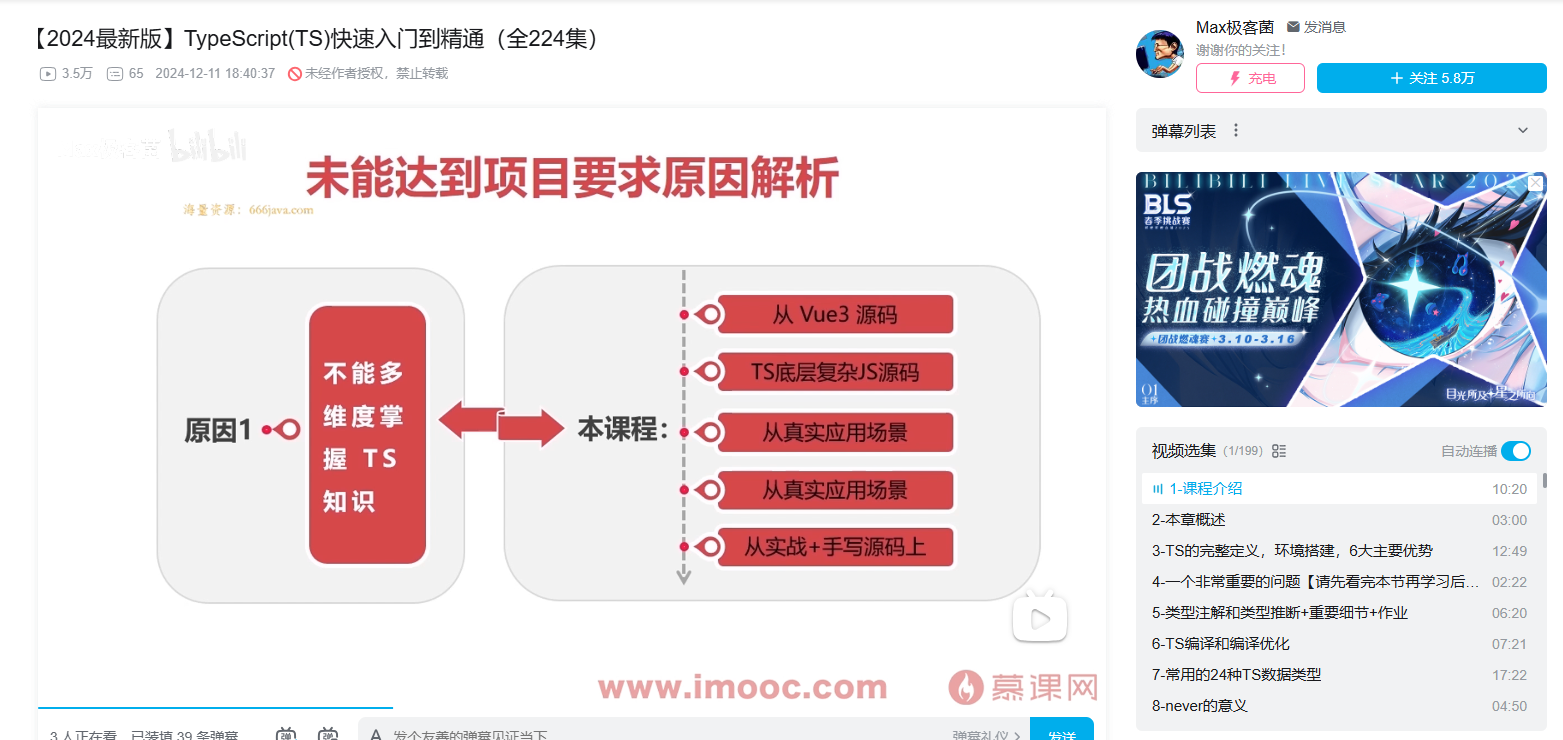 【2024最新版】TypeScript(TS)快速入门到精通（全224集）
3.5万 65 2024-12-11 18:40:37 未经作者授权，禁止转载
Max极客菌 发消息
谢谢你的关注！
充电
+ 关注 5.8万
弹幕列表
bilibili
未能达到项目要求原因解析
海量资源：666java.com
原因1
不能多
维度掌
握 TS
知识
本课程：
从 Vue3 源码
TS底层复杂JS源码
从真实应用场景
从真实应用场景
从实战+手写源码上
www.imooc.com
慕课网
3 人正在看，已装填 39 条弹幕
A 发个友善的弹幕见证当下
弹幕礼仪 >
发送
BLS
春季挑战赛
团战燃魂
热血碰撞巅峰
团战燃魂赛 3.10-3.16
01
主序
目光所及 星之所向
视频选集 (1/199)
自动连播
1-课程介绍 10:20
2-本章概述 03:00
3-TS的完整定义，环境搭建，6大主要优势 12:49
4-一个非常重要的问题【请先看完本节再学习后... 02:22
5-类型注解和类型推断+重要细节+作业 06:20
6-TS编译和编译优化 07:21
7-常用的24种TS数据类型 17:22
8-never的意义 04:50